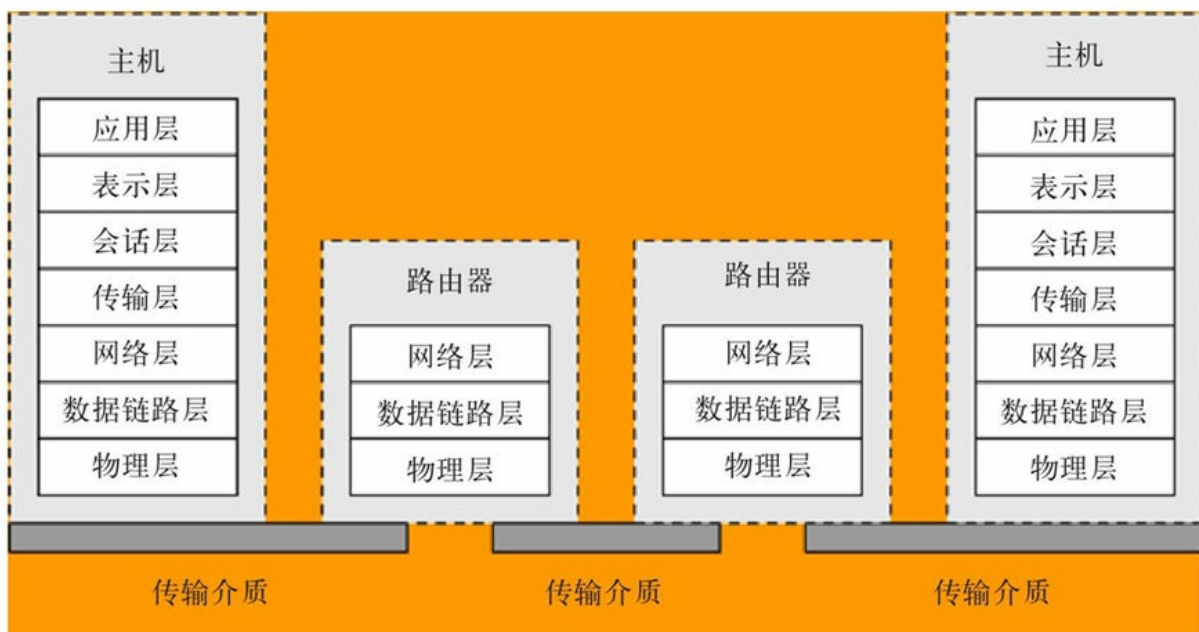 主机
应用层
表示层
会话层
传输层
网络层
数据链路层
物理层
路由器
网络层
数据链路层
物理层
路由器
网络层
数据链路层
物理层
主机
应用层
表示层
会话层
传输层
网络层
数据链路层
物理层
传输介质
传输介质
传输介质